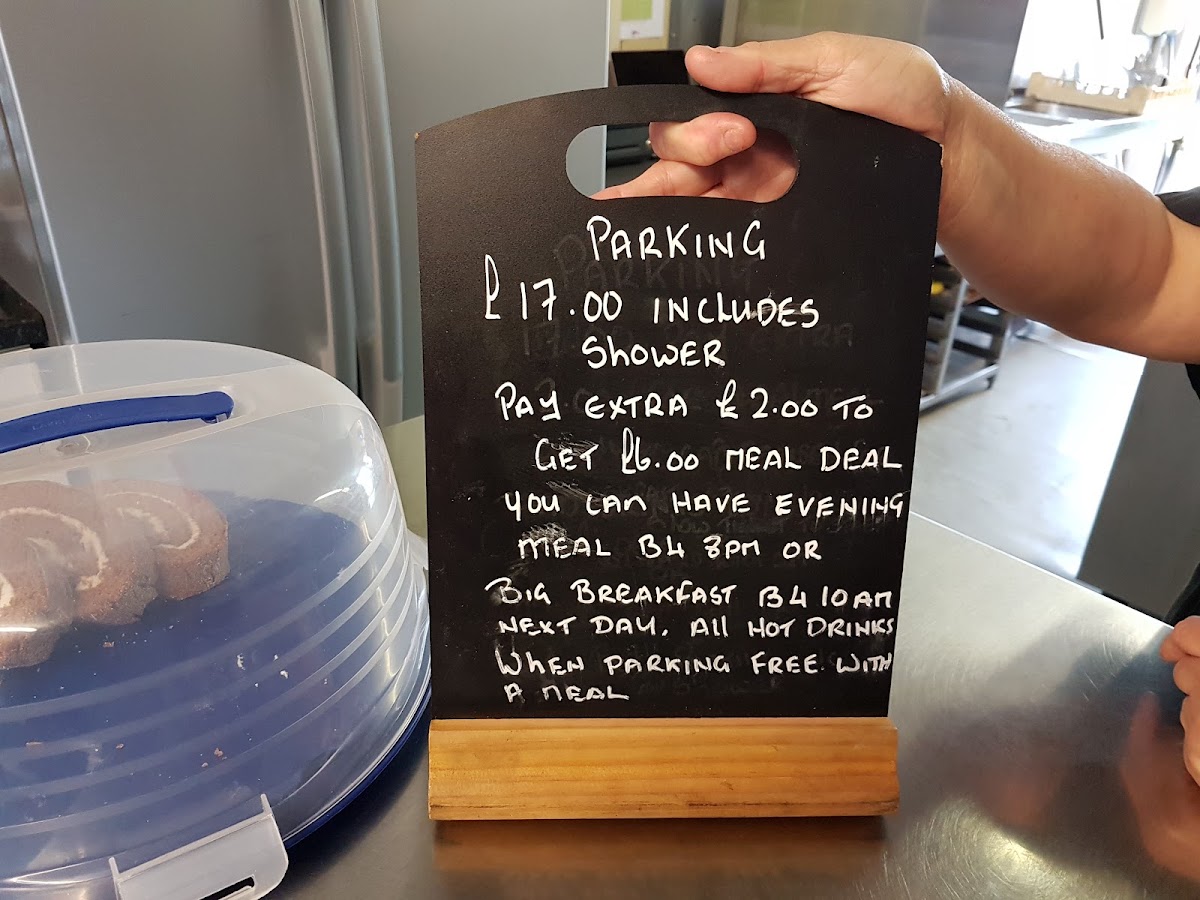 PARKING
£17.00 INCLUDES
SHOWER
PAY EXTRA £2.00 TO
GET £6.00 MEAL DEAL
YOU CAN HAVE EVENING
MEAL B4 8PM OR
BIG BREAKFAST B4 10AM
NEXT DAY. All HOT DRINKS
WHEN PARKING FREE WITH
A MEAL